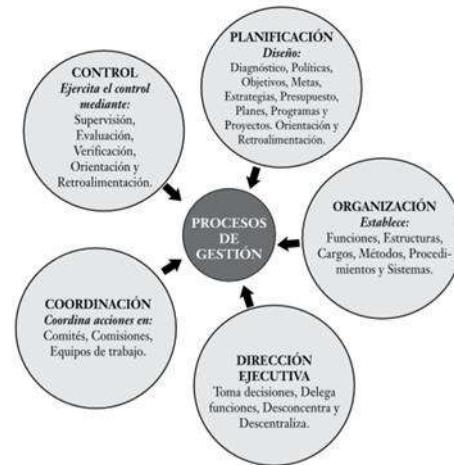 PLANIFICACIÓN
Diseño:
Diagnóstico, Políticas,
Objetivos, Metas,
Estrategias, Presupuesto,
Planes, Programas y
Proyectos. Orientación y
Retroalimentación.
CONTROL
Ejercita el control
mediante:
Supervisión,
Evaluación,
Verificación,
Orientación y
Retroalimentación.
PROCESOS
DE
GESTIÓN
ORGANIZACIÓN
Establece:
Funciones, Estructuras,
Cargos, Métodos, Procedi-
mientos y Sistemas.
COORDINACIÓN
Coordina acciones en:
Comités, Comisiones,
Equipos de trabajo.
DIRECCIÓN
EJECUTIVA
Toma decisiones, Delega
funciones, Desconcentra y
Descentraliza.